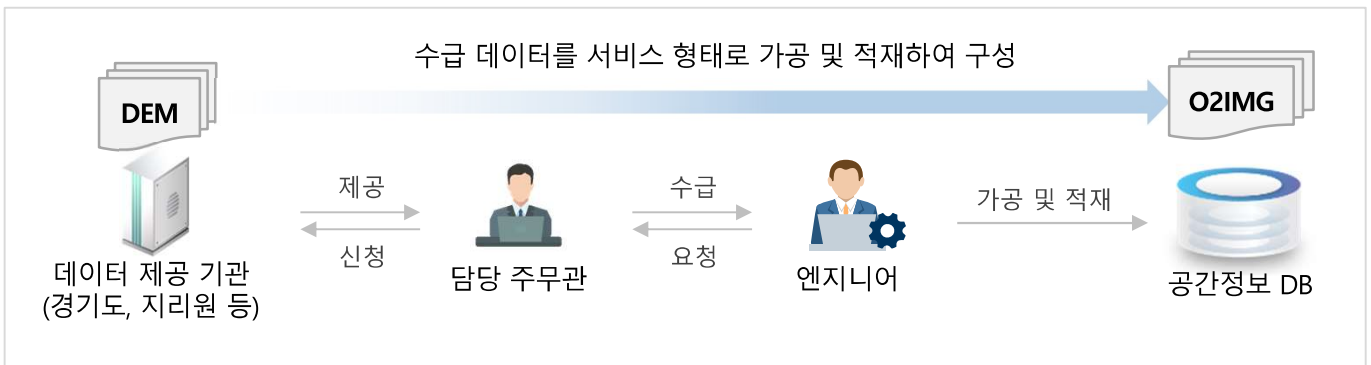 수급 데이터를 서비스 형태로 가공 및 적재하여 구성
DEM
O2IMG
제공
신청
수급
요청
가공 및 적재
데이터 제공 기관
(경기도, 지리원 등)
담당 주무관
엔지니어
공간정보 DB